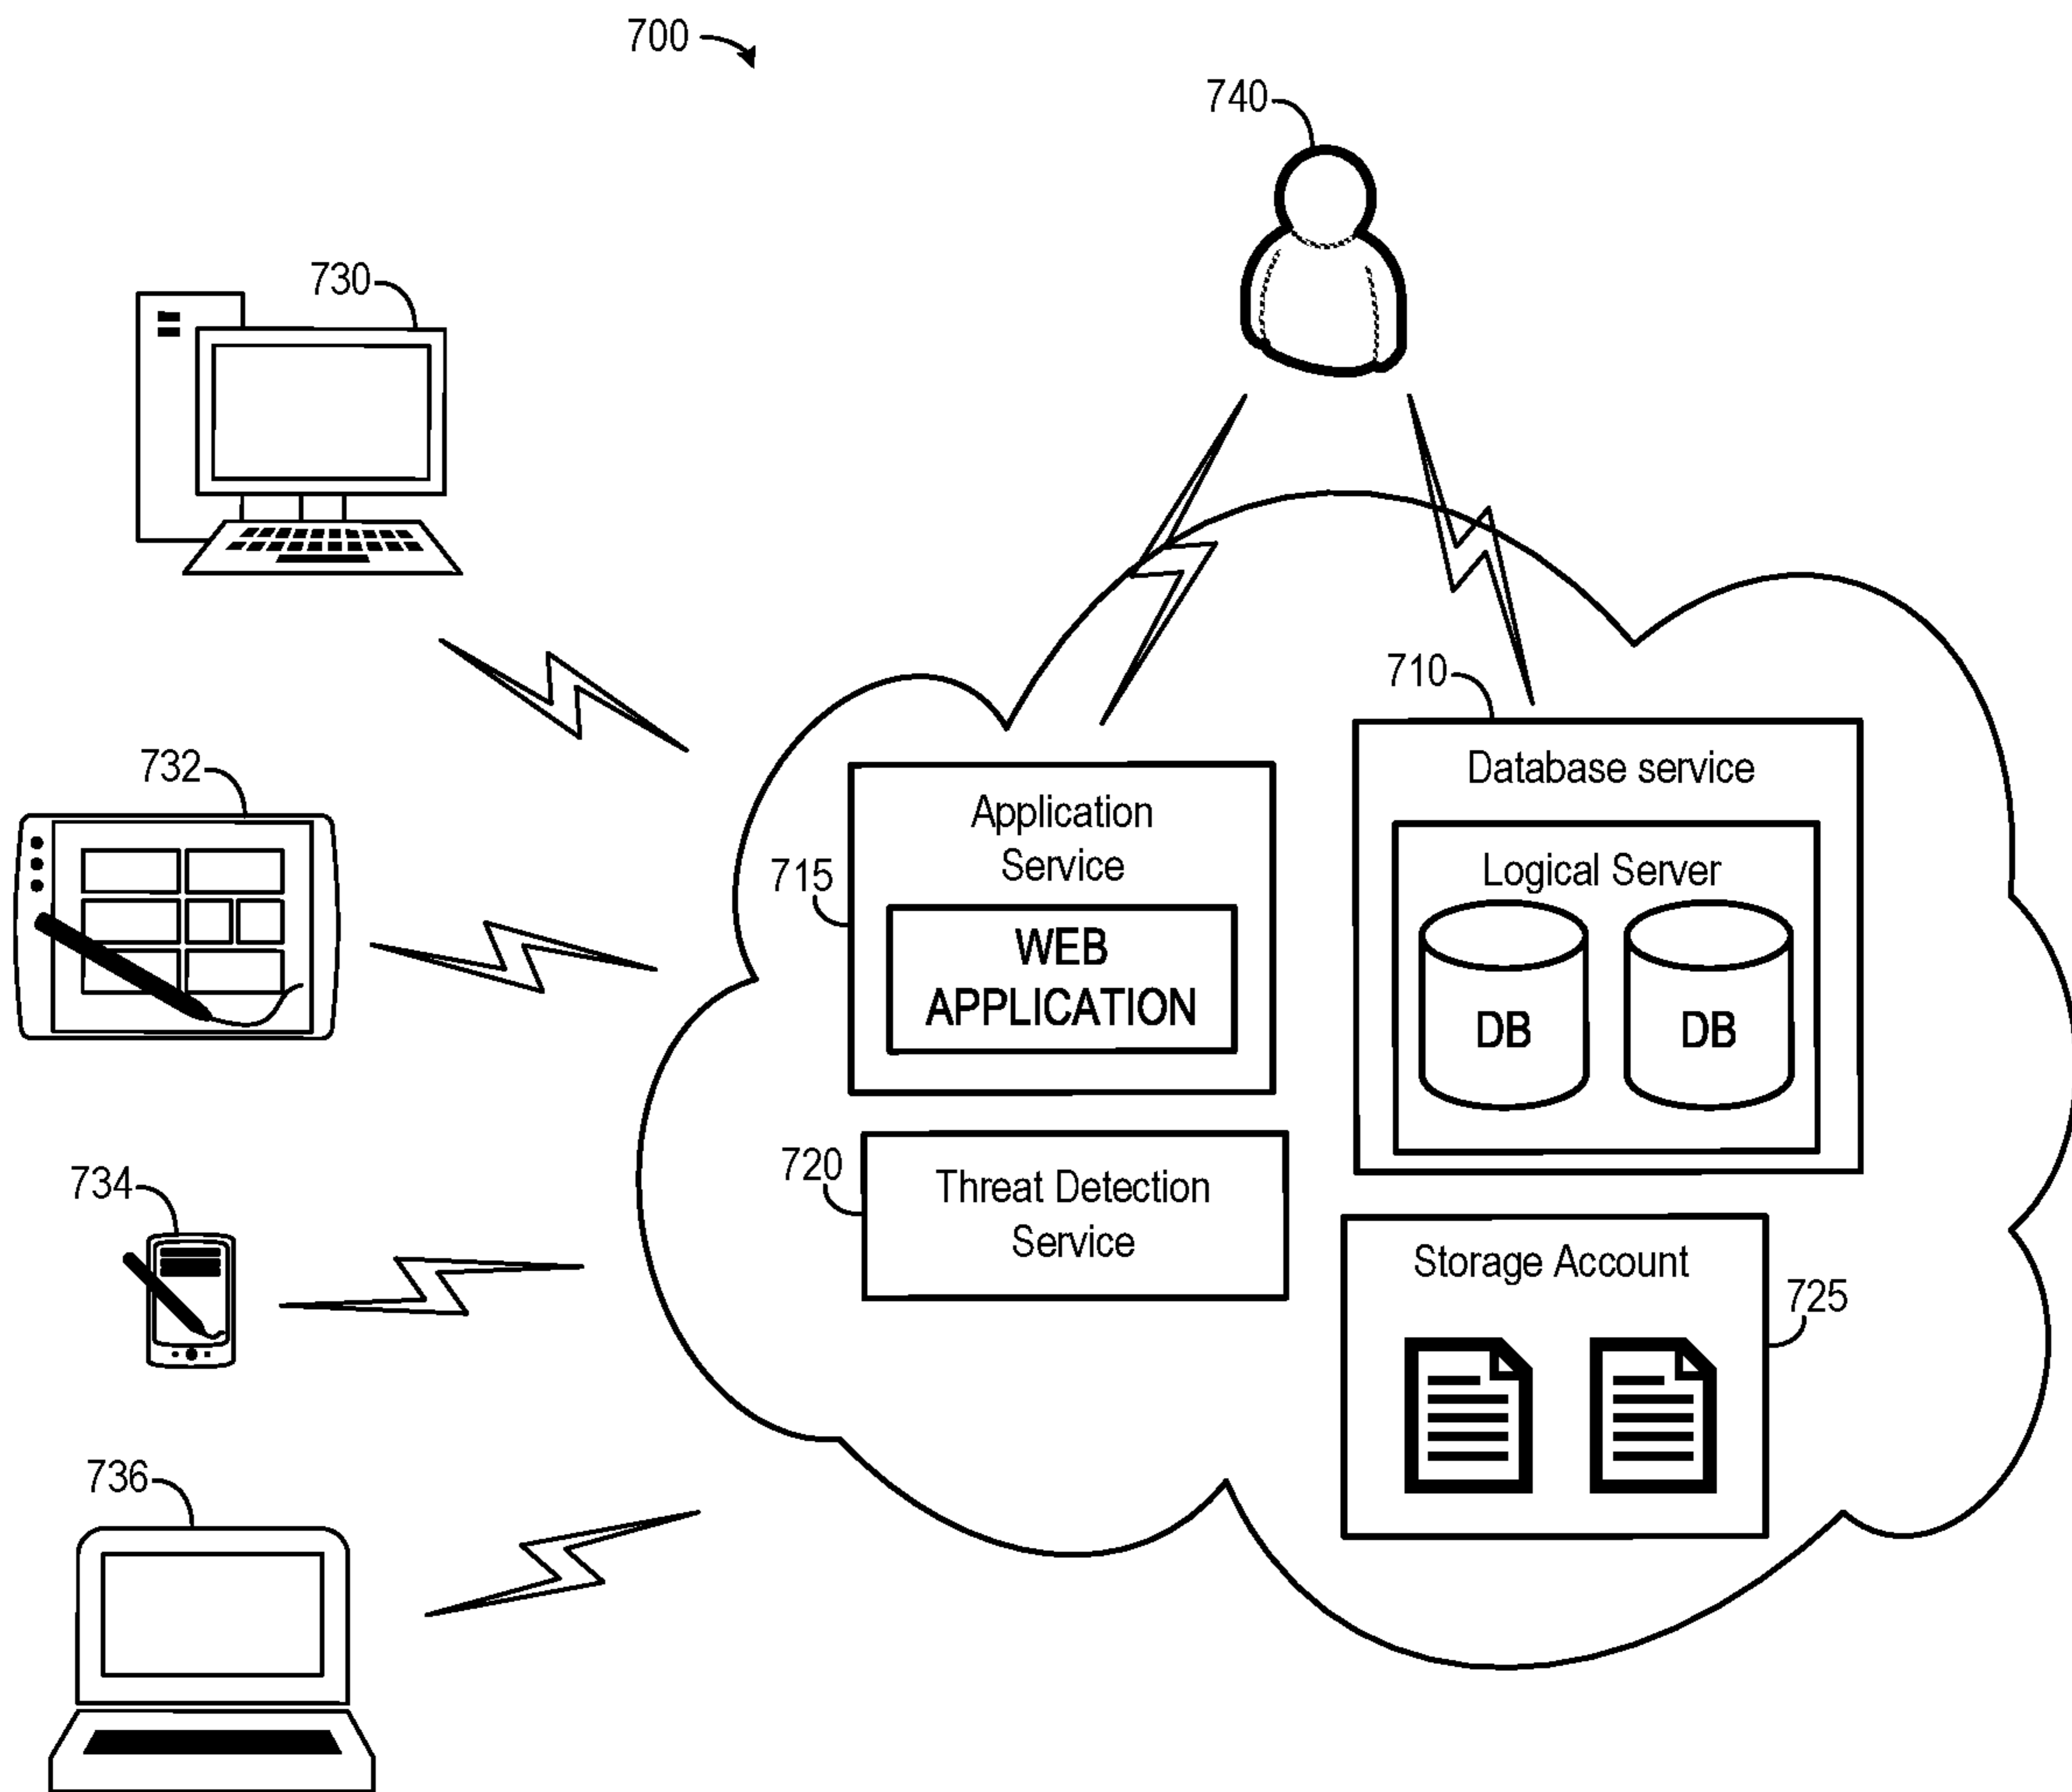 700
740
730
732
734
736
710
Database service
Logical Server
DB
DB
Application
Service
715
WEB
APPLICATION
720
Threat Detection
Service
Storage Account
725